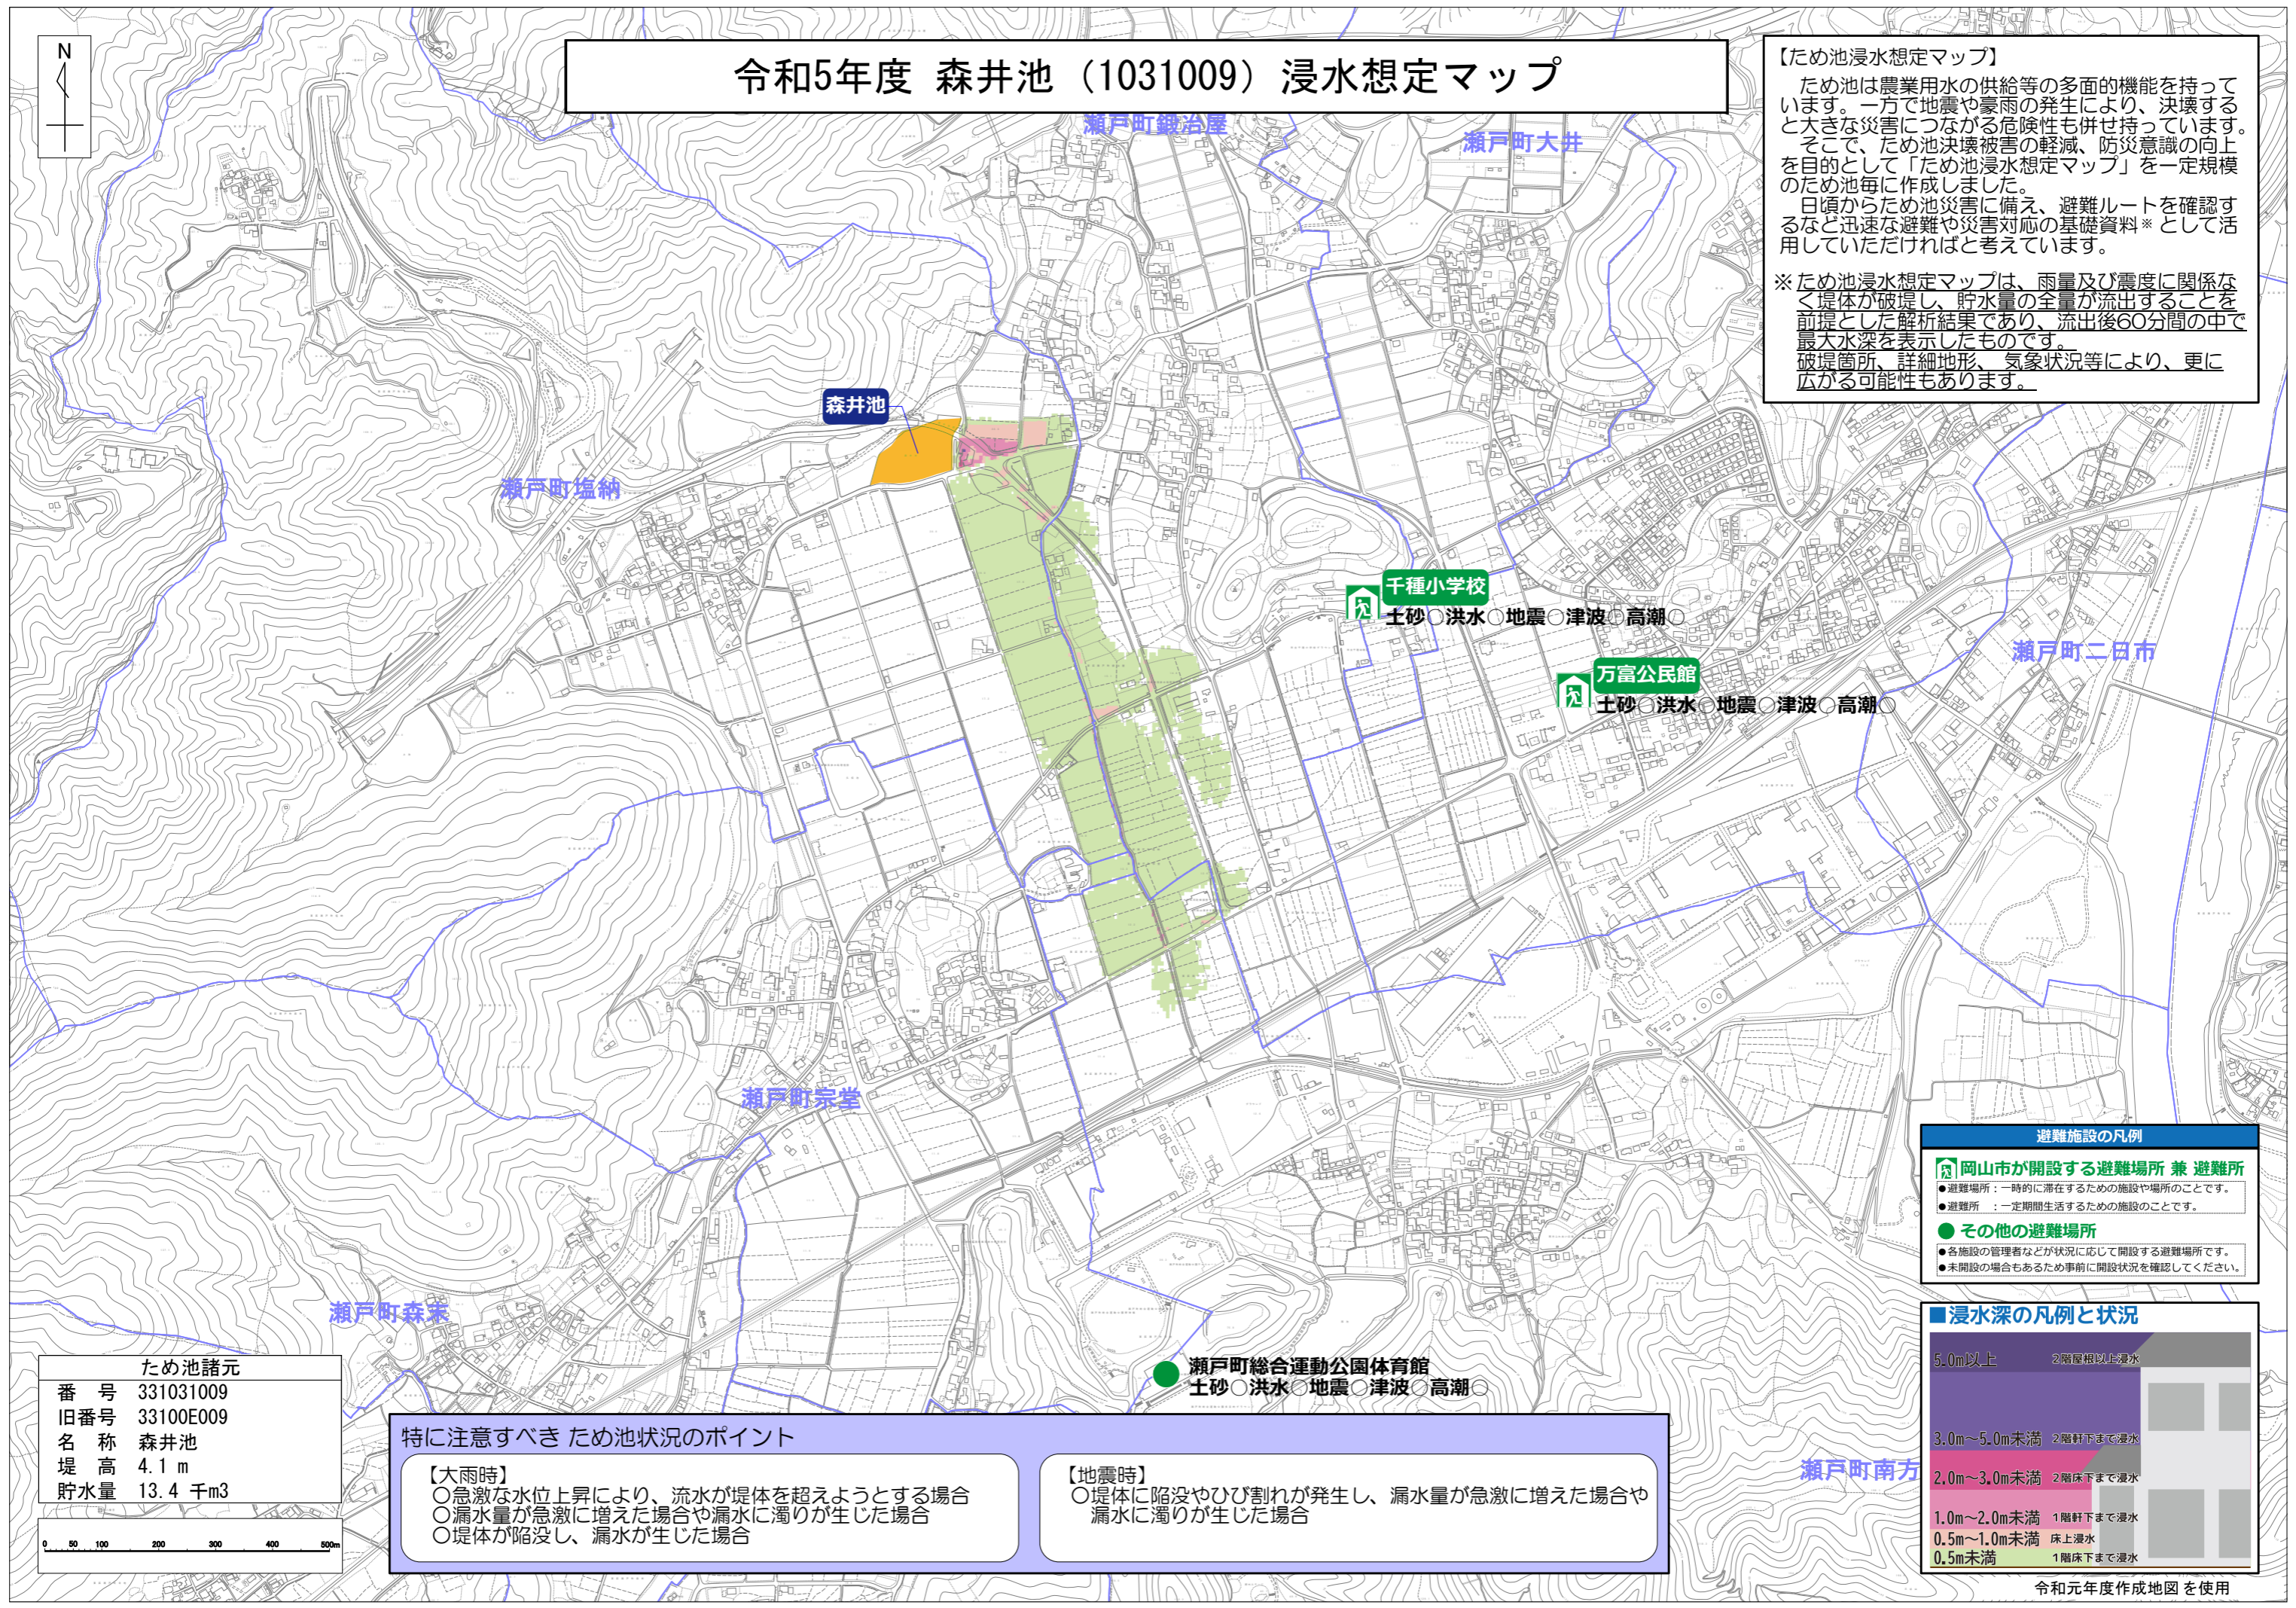 N
令和5年度 森井池（1031009）浸水想定マップ
【ため池浸水想定マップ】
ため池は農業用水の供給等の多面的機能を持って
います。一方で地震や豪雨の発生により、決壊する
と大きな災害につながる危険性も併せ持っています。
そこで、ため池決壊被害の軽減、防災意識の向上
を目的として「ため池浸水想定マップ」を一定規模
のため池毎に作成しました。
日頃からため池災害に備え、避難ルートを確認す
るなど迅速な避難や災害対応の基礎資料※として活
用していただければと考えています。
※ため池浸水想定マップは、雨量及び震度に関係な
く堤体が破堤し、貯水量の全量が流出することを
前提とした解析結果であり、流出後60分間の中で
最大水深を表示したものです。
破堤箇所、詳細地形、気象状況等により、更に
広がる可能性もあります。
瀬戸町鍛冶屋
瀬戸町大井
森井池
瀬戸町塩納
千種小学校
土砂○洪水○地震○津波○高潮○
瀬戸町二日市
万富公民館
土砂○洪水○地震○津波○高潮○
瀬戸町宗堂
瀬戸町森末
瀬戸町総合運動公園体育館
土砂○洪水○地震○津波○高潮○
瀬戸町南方
避難施設の凡例
岡山市が開設する避難場所 兼 避難所
●避難場所：一時的に滞在するための施設や場所のことです。
●避難所　：一定期間生活するための施設のことです。
● その他の避難場所
●各施設の管理者などが状況に応じて開設する避難場所です。
●未開設の場合もあるため事前に開設状況を確認してください。
■浸水深の凡例と状況
5.0m以上 2階屋根以上浸水
3.0m～5.0m未満 2階軒下まで浸水
2.0m～3.0m未満 2階床下まで浸水
1.0m～2.0m未満 1階軒下まで浸水
0.5m～1.0m未満 床上浸水
0.5m未満 1階床下まで浸水
令和元年度作成地図を使用
ため池諸元
番　号 331031009
旧番号 33100E009
名　称 森井池
堤　高 4.1 m
貯水量 13.4 千m3
0 50 100 200 300 400 500m
特に注意すべき ため池状況のポイント
【大雨時】
○急激な水位上昇により、流水が堤体を超えようとする場合
○漏水量が急激に増えた場合や漏水に濁りが生じた場合
○堤体が陥没し、漏水が生じた場合
【地震時】
○堤体に陥没やひび割れが発生し、漏水量が急激に増えた場合や
漏水に濁りが生じた場合